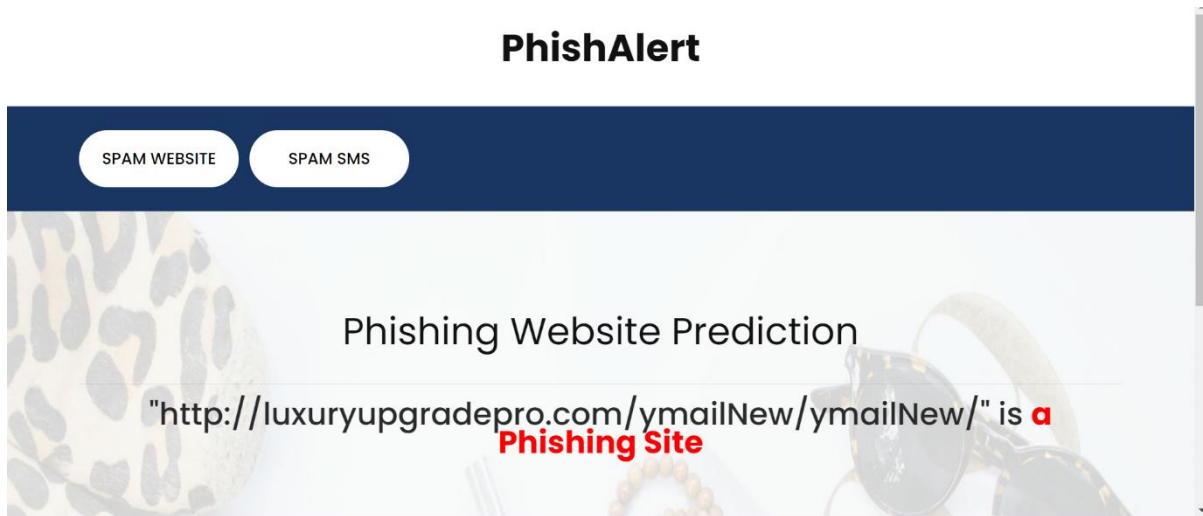 PhishAlert
SPAM WEBSITE SPAM SMS
Phishing Website Prediction
"http://luxuryupgradepro.com/ymailNew/ymailNew/" is a
Phishing Site